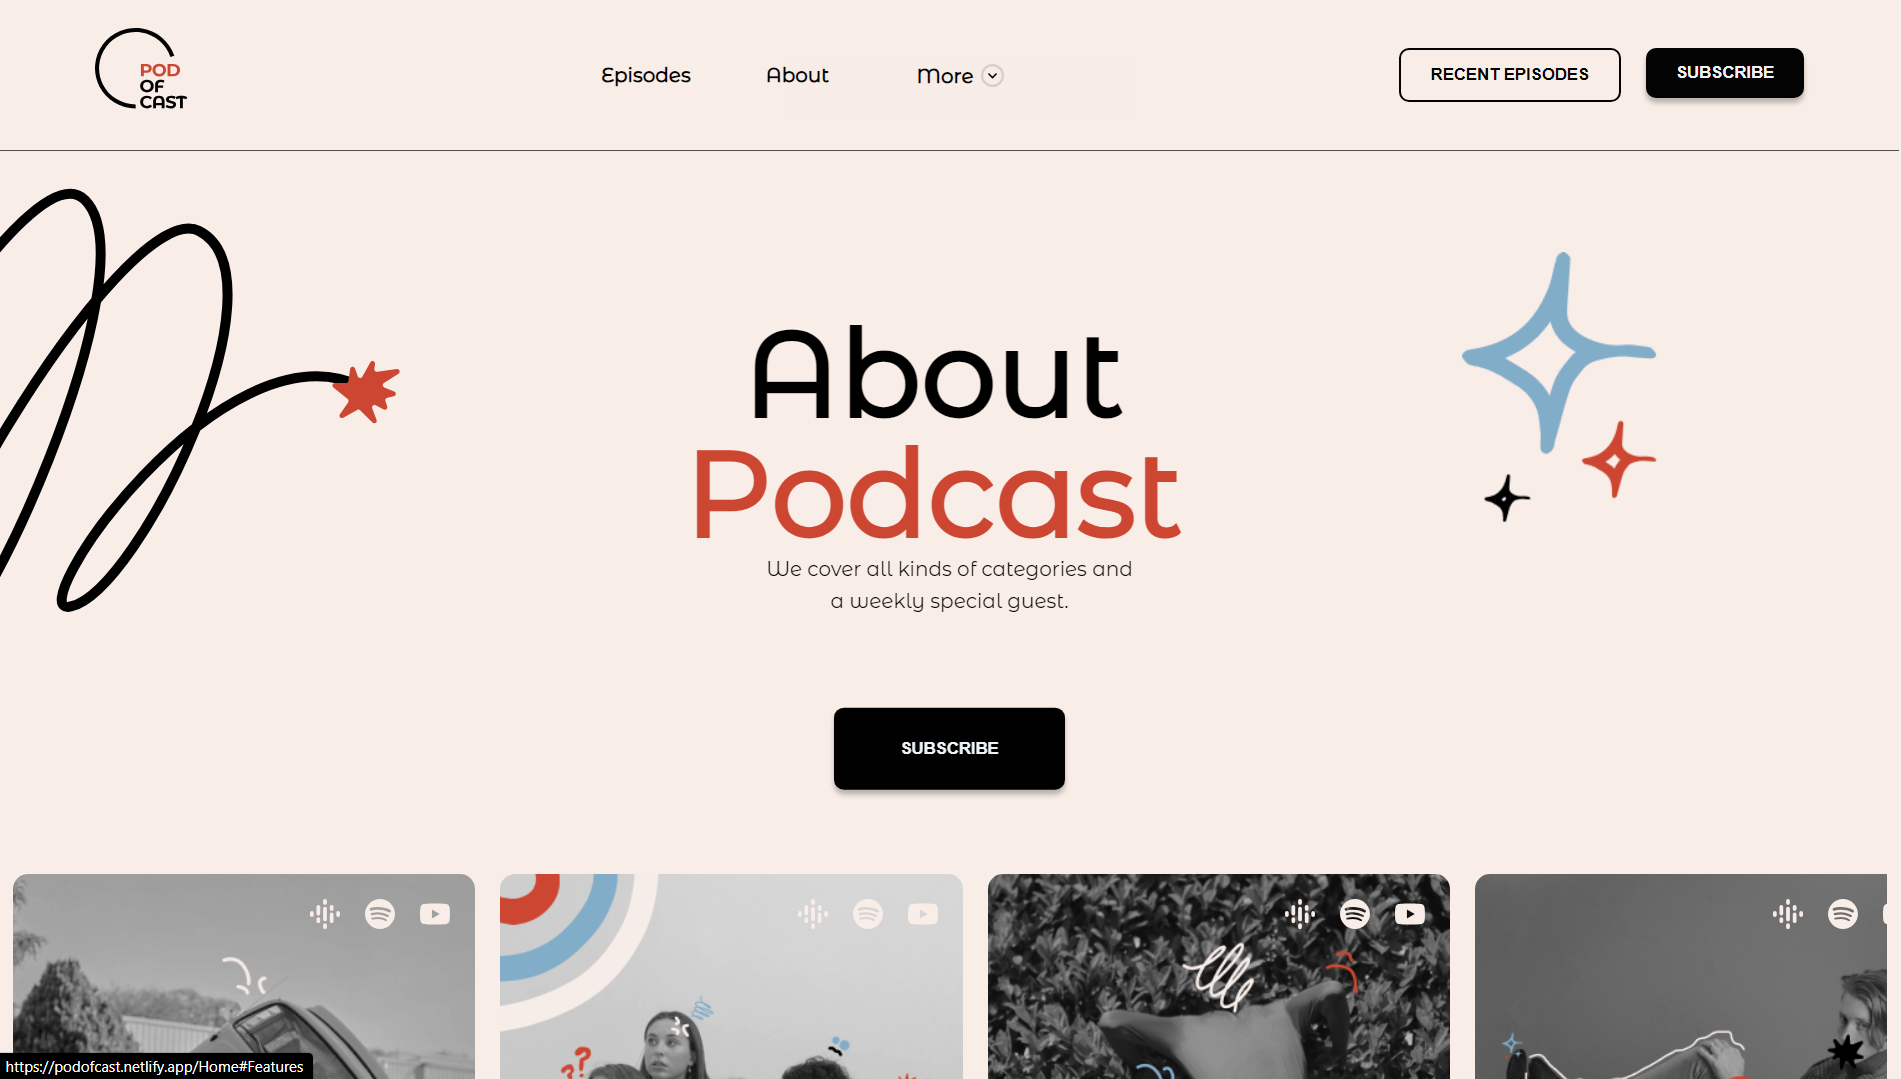 POD
OF
CAST
Episodes
About
More
RECENT EPISODES
SUBSCRIBE
About
Podcast
We cover all kinds of categories and
a weekly special guest.
SUBSCRIBE
??
https://podofcast.netlify.app/Home#Features